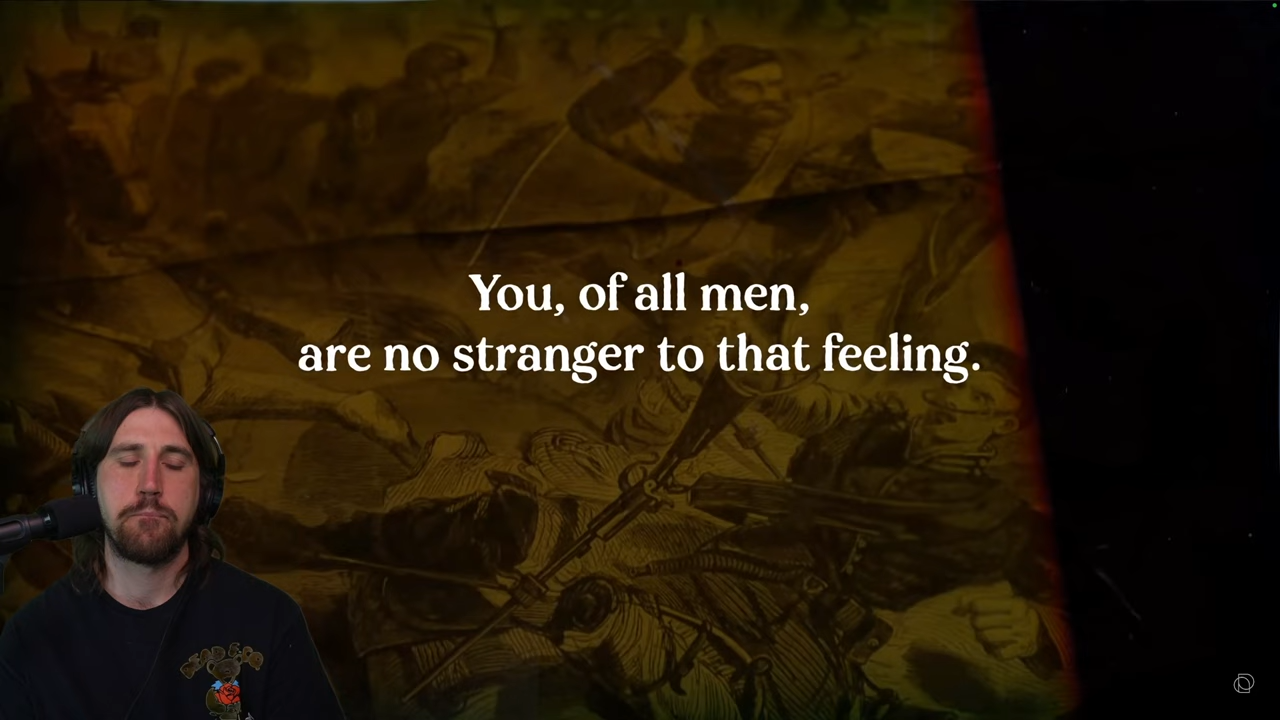 You, of all men,
are no stranger to that feeling.